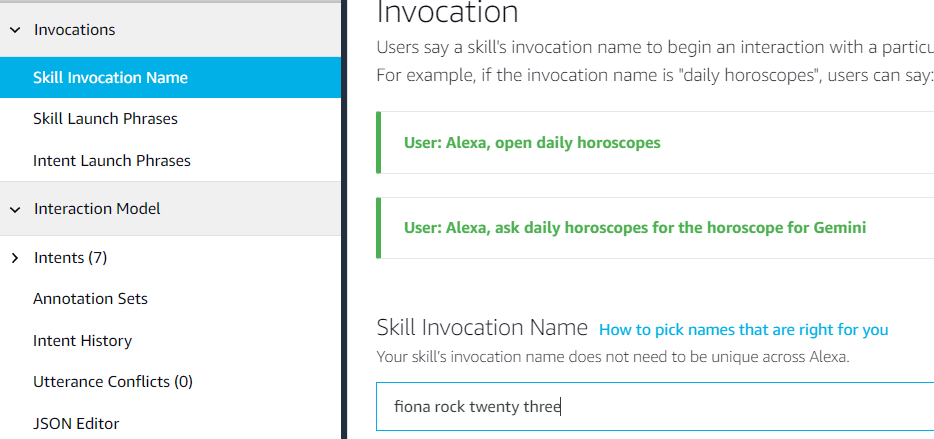 Invocations
Skill Invocation Name
Skill Launch Phrases
Intent Launch Phrases
Interaction Model
Intents (7)
Annotation Sets
Intent History
Utterance Conflicts (0)
JSON Editor
Invocation
Users say a skill's invocation name to begin an interaction with a
For example, if the invocation name is "daily horoscopes", users can say:
User: Alexa, open daily horoscopes
User: Alexa, ask daily horoscopes for the horoscope for Gemini
Skill Invocation Name How to pick names that are right for you
Your skill's invocation name does not need to be unique across Alexa.
fiona rock twenty three